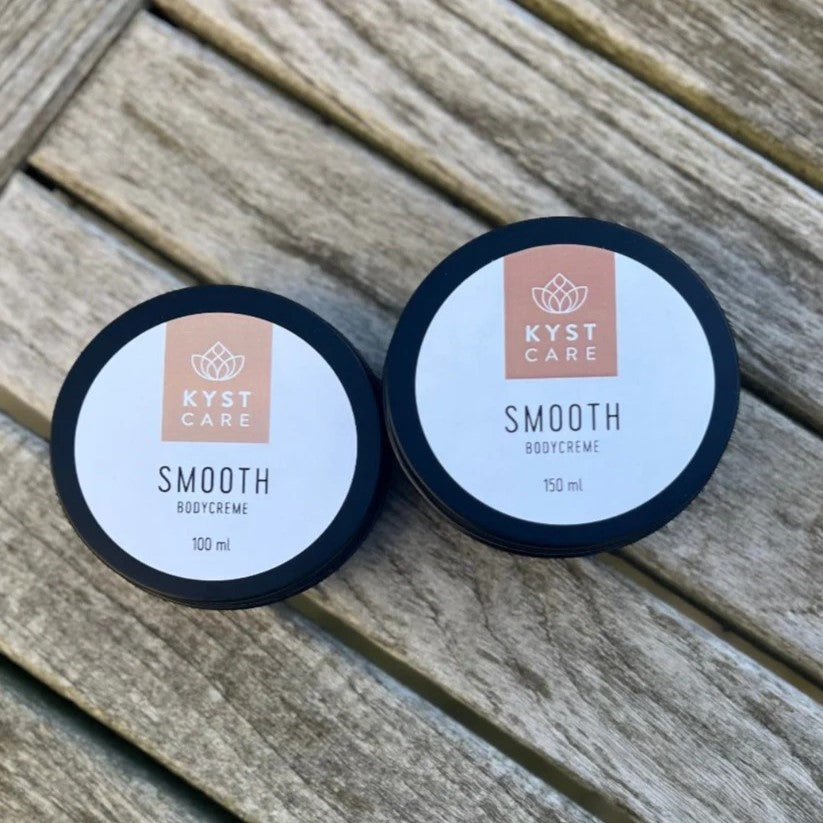 KYST
CARE
SMOOTH
BODYCREME
100 ml
KYST
CARE
SMOOTH
BODYCREME
150 ml